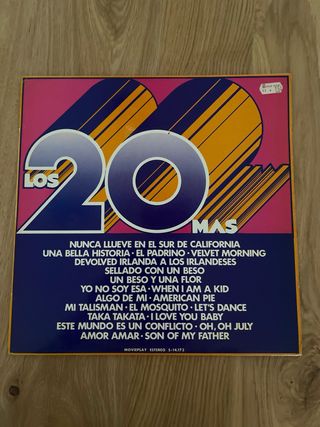 LOS 20 MAS
NUNCA LLUEVE EN EL SUR DE CALIFORNIA
UNA BELLA HISTORIA · EL PADRINO · VELVET MORNING
DEVOLVED IRLANDA A LOS IRLANDESES
SELLADO CON UN BESO
UN BESO Y UNA FLOR
YO NO SOY ESA · WHEN I AM A KID
ALGO DE MI · AMERICAN PIE
MI TALISMAN · EL MOSQUITO · LET'S DANCE
TAKA TAKATA · I LOVE YOU BABY
ESTE MUNDO ES UN CONFLICTO · OH, OH JULY
AMOR AMAR · SON OF MY FATHER
MOVIEPLAY ESTEREO S-14.172